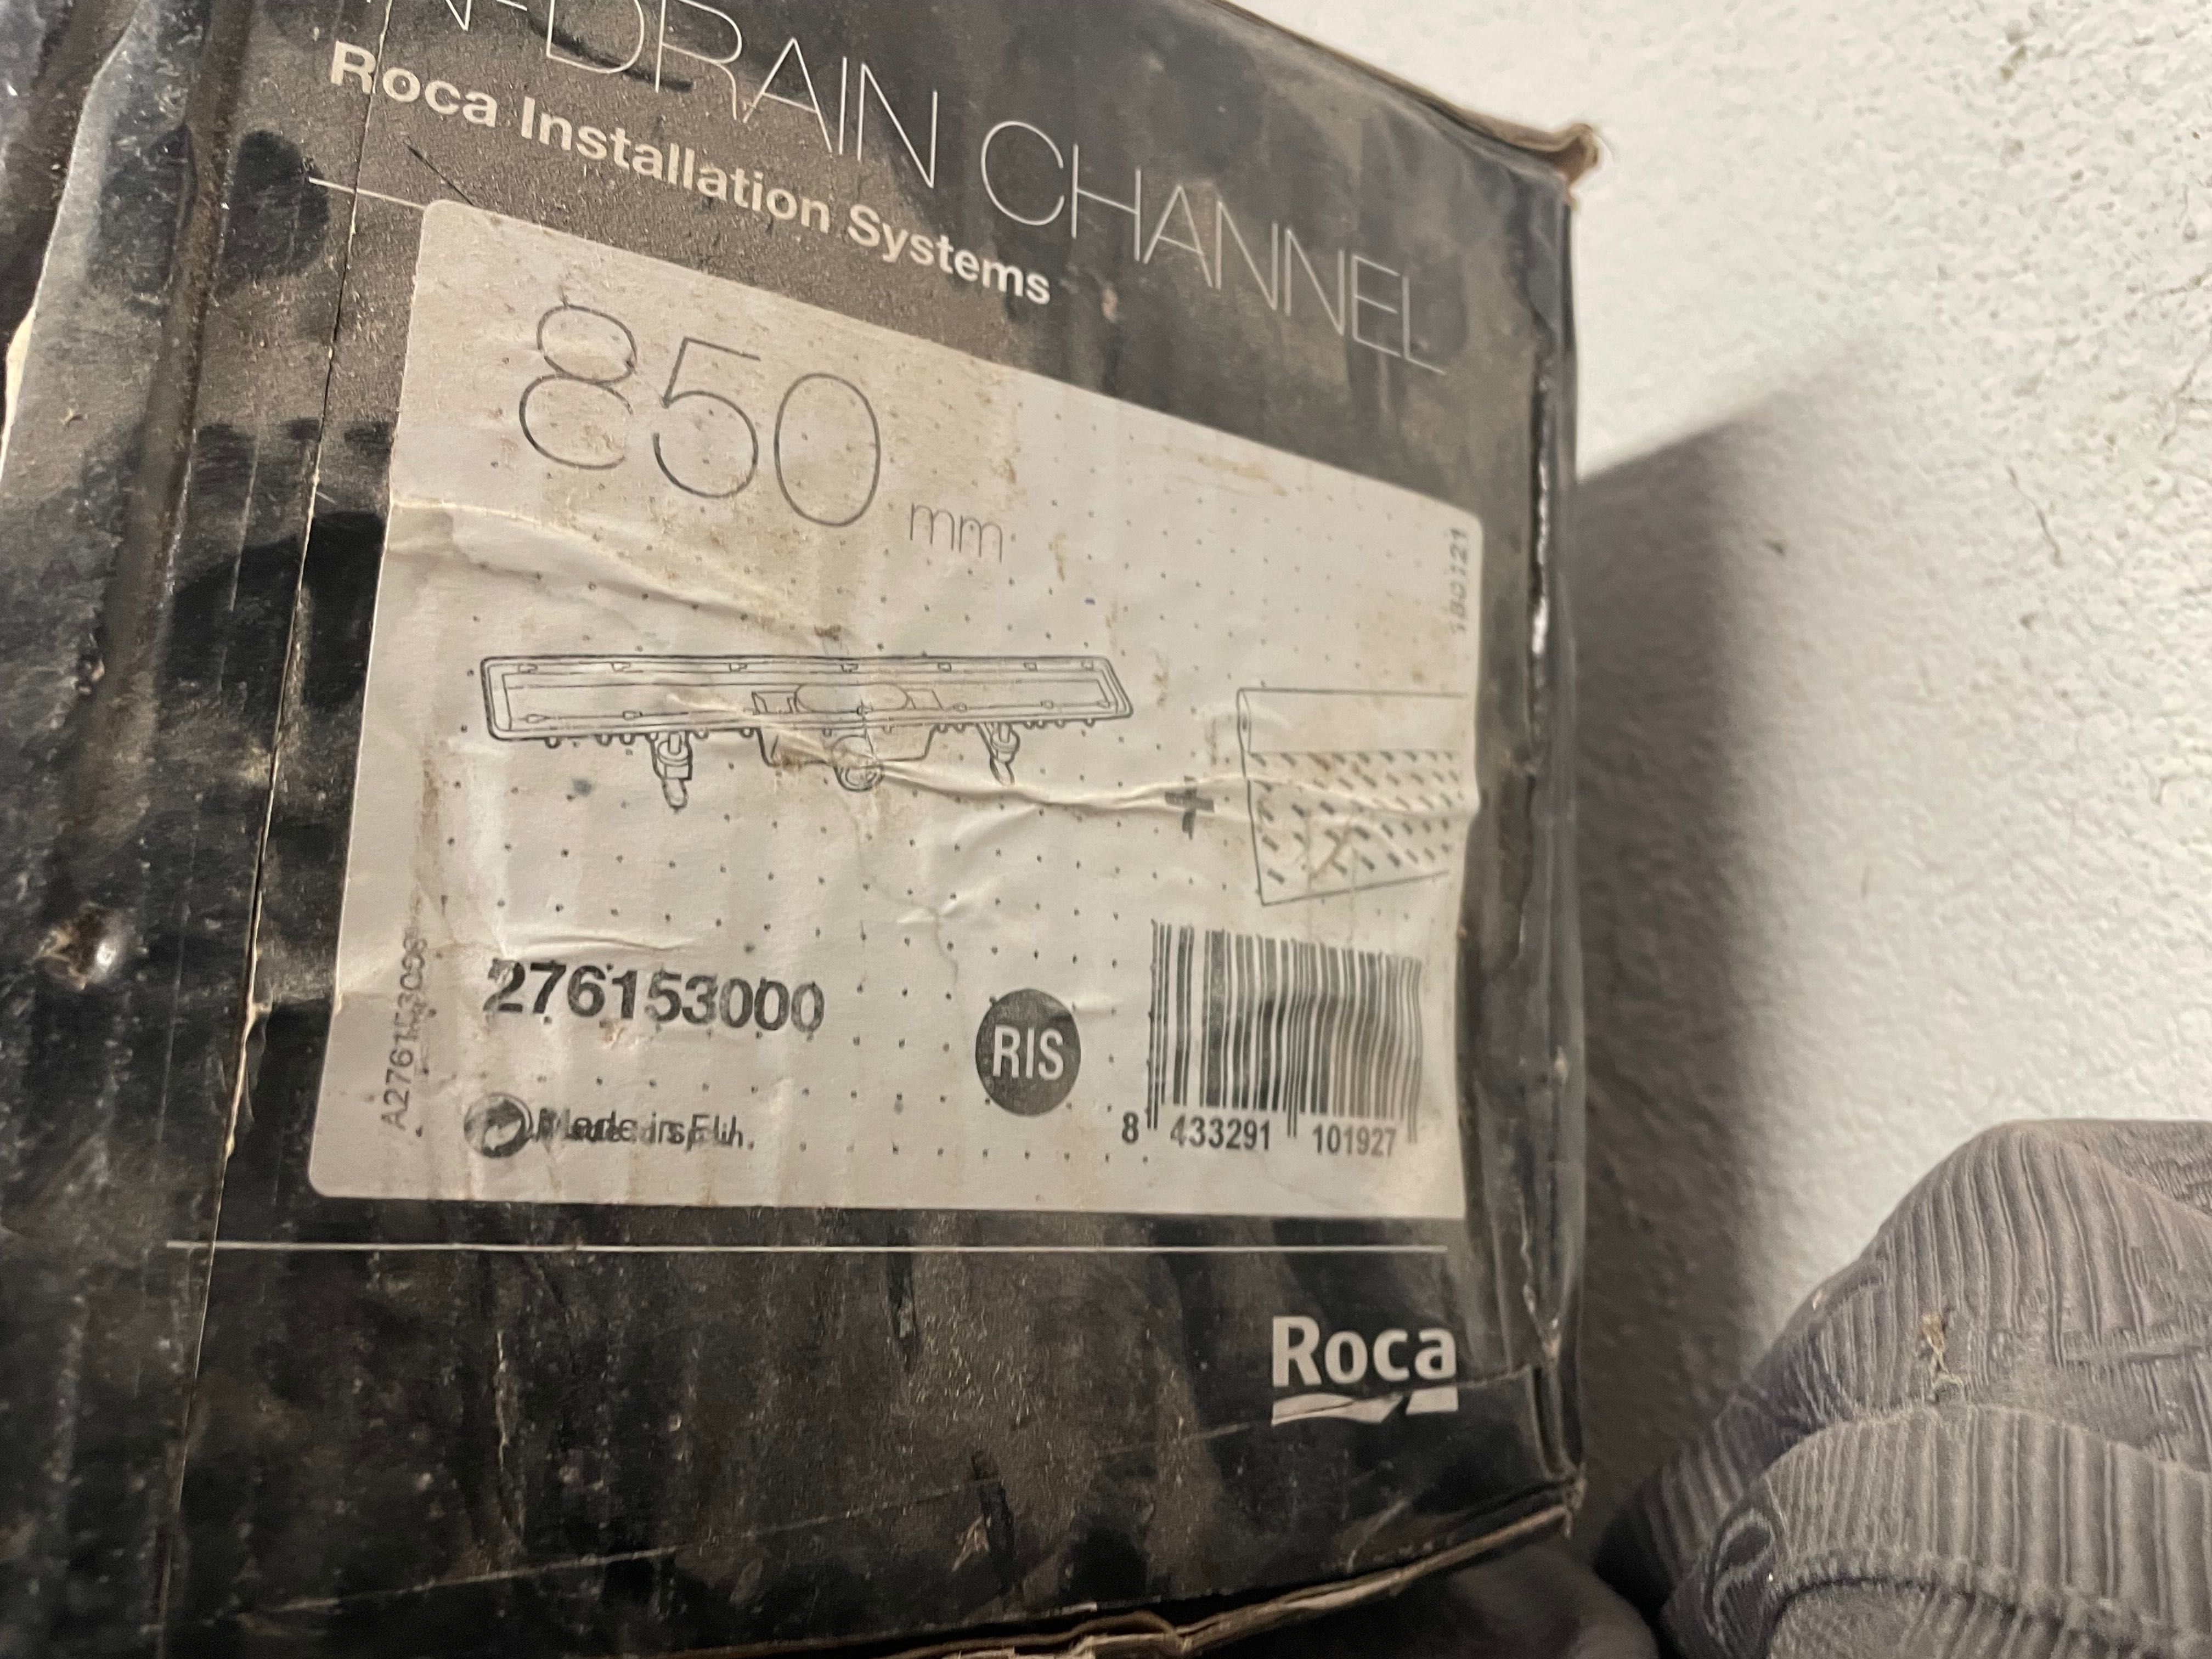 N-DRAIN CHANNEL
Roca Installation Systems
850 mm
+
276153000
RIS
8 433291 101927
Roca